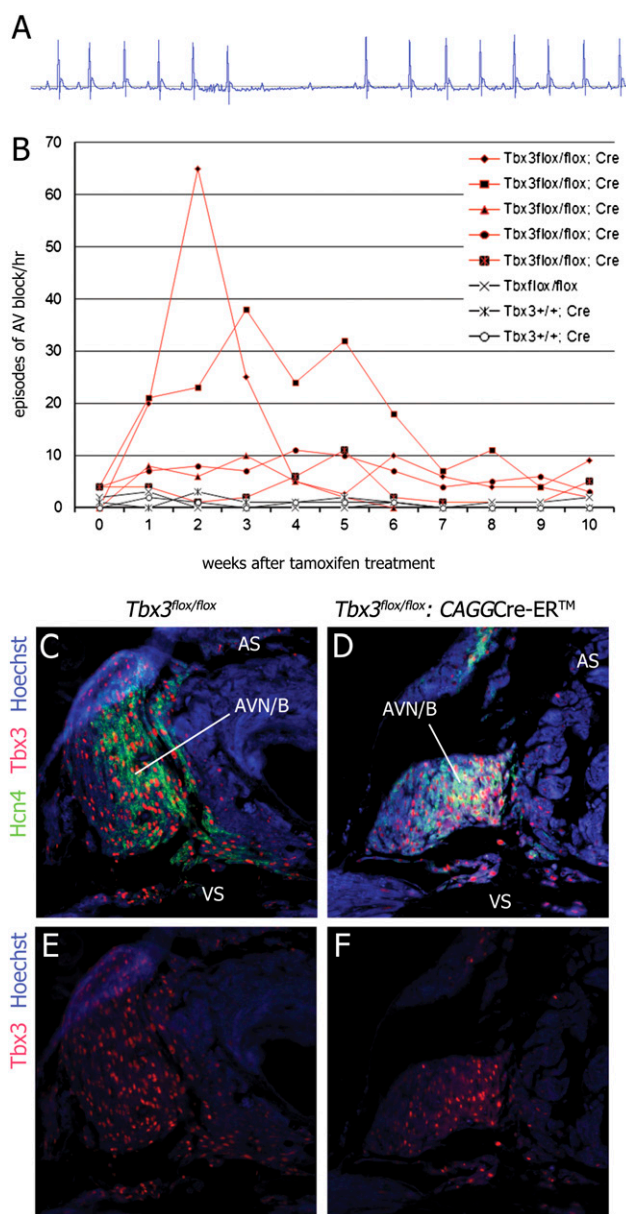 A
B
70
60
50
40
30
20
10
0
episodes of AV block/hr
0 1 2 3 4 5 6 7 8 9 10
weeks after tamoxifen treatment
Tbx3flox/flox; Cre
Tbx3flox/flox; Cre
Tbx3flox/flox; Cre
Tbx3flox/flox; Cre
Tbx3flox/flox; Cre
Tbxflox/flox
Tbx3+/+; Cre
Tbx3+/+; Cre
Tbx3flox/flox
Tbx3flox/flox: CAGGCre-ER™
Hcn4 Tbx3 Hoechst
C
AS
AVN/B
VS
D
AS
AVN/B
VS
Tbx3 Hoechst
E
F